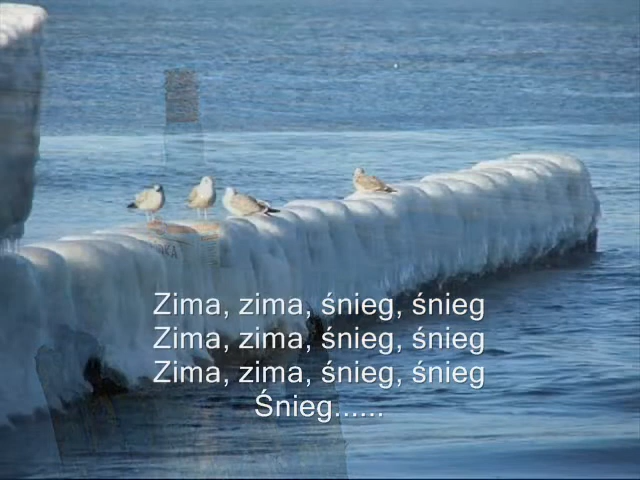 Zima, zima, śnieg, śnieg
Zima, zima, śnieg, śnieg
Zima, zima, śnieg, śnieg
Śnieg......